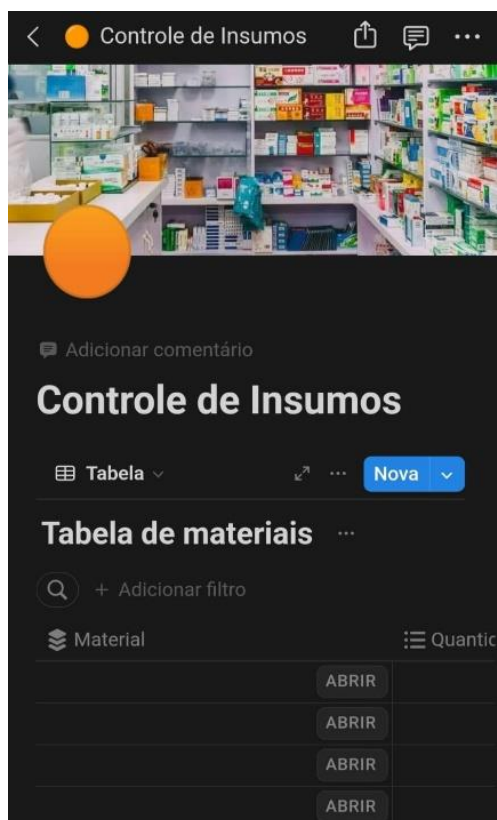 Controle de Insumos
Adicionar comentário
Controle de Insumos
Tabela
Nova
Tabela de materiais
+ Adicionar filtro
Material
Quantic
ABRIR
ABRIR
ABRIR
ABRIR